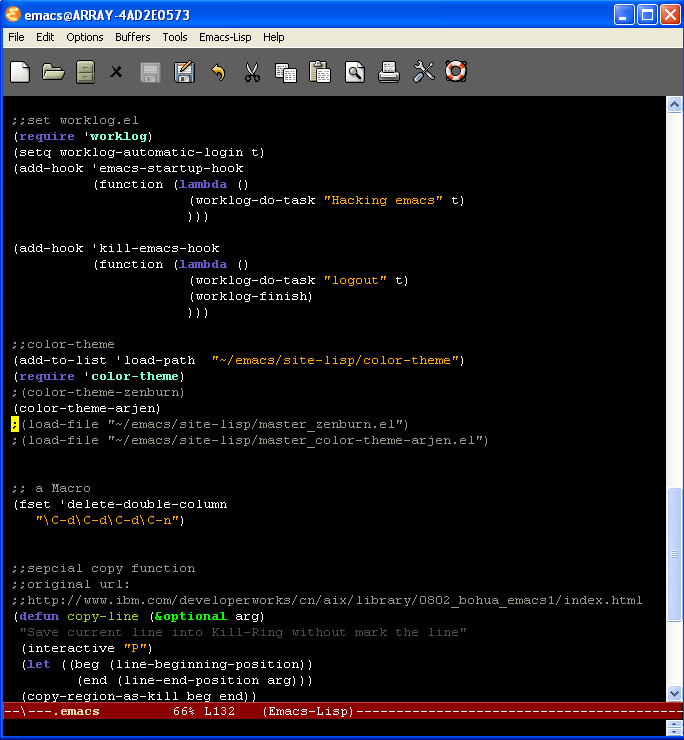 emacs@ARRAY-4AD2E0573
File Edit Options Buffers Tools Emacs-Lisp Help
;;set worklog.el
(require 'worklog)
(setq worklog-automatic-login t)
(add-hook 'emacs-startup-hook
(function (lambda ()
(worklog-do-task "Hacking emacs" t)
)))
(add-hook 'kill-emacs-hook
(function (lambda ()
(worklog-do-task "logout" t)
(worklog-finish)
)))
;;color-theme
(add-to-list 'load-path  "~/emacs/site-lisp/color-theme")
(require 'color-theme)
;(color-theme-zenburn)
(color-theme-arjen)
;(load-file "~/emacs/site-lisp/master_zenburn.el")
;(load-file "~/emacs/site-lisp/master_color-theme-arjen.el")
;; a Macro
(fset 'delete-double-column
"\C-d\C-d\C-d\C-n")
;;sepcial copy function
;;original url:
;;http://www.ibm.com/developerworks/cn/aix/library/0802_bohua_emacs1/index.html
(defun copy-line (&optional arg)
"Save current line into Kill-Ring without mark the line"
(interactive "P")
(let ((beg (line-beginning-position))
(end (line-end-position arg)))
(copy-region-as-kill beg end))
--\---.emacs 66% L132 (Emacs-Lisp)-----------------------------------------